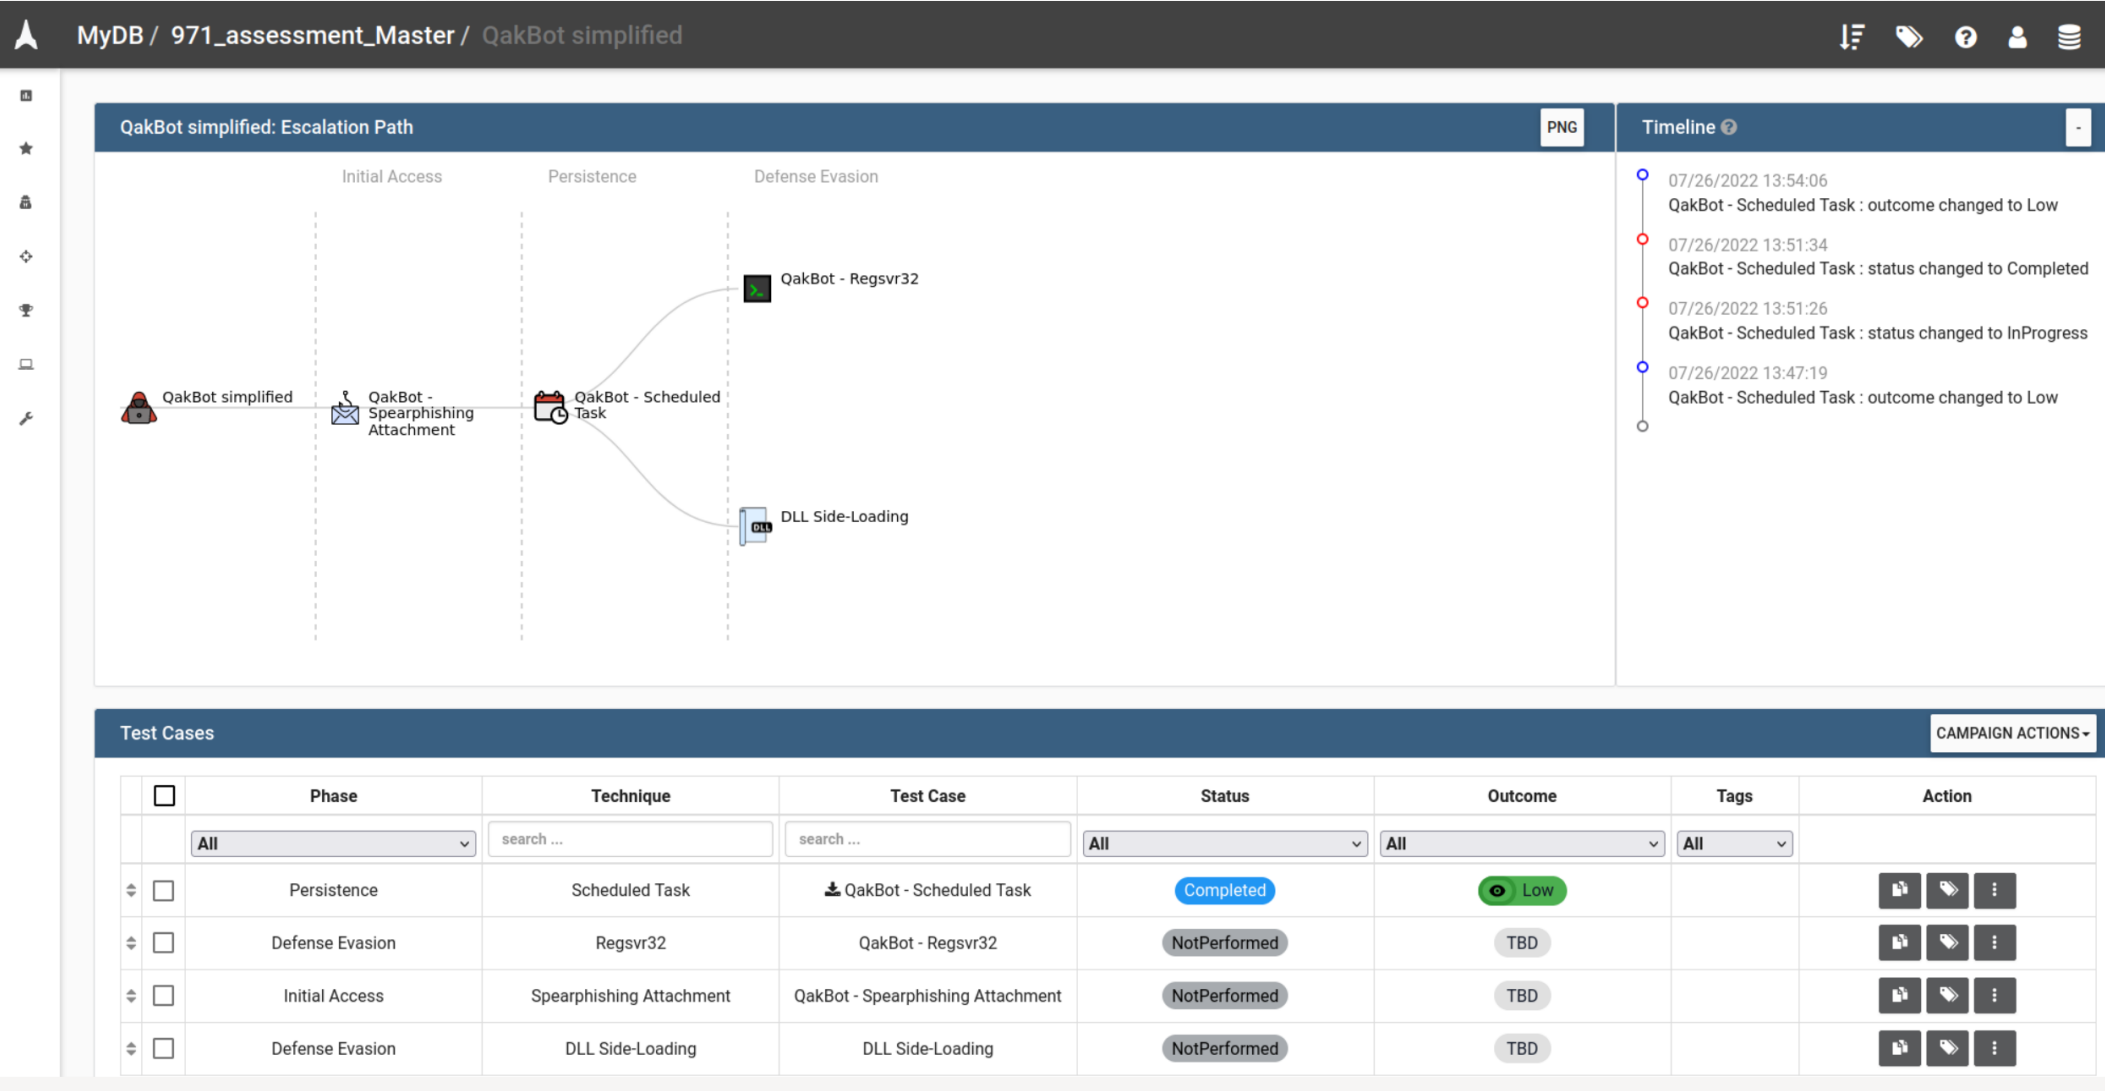 MyDB / 971_assessment_Master / QakBot simplified
QakBot simplified: Escalation Path
PNG
Initial Access
Persistence
Defense Evasion
QakBot - Regsvr32
QakBot simplified
QakBot -
Spearphishing
Attachment
QakBot - Scheduled
Task
DLL
DLL Side-Loading
Timeline ?
-
07/26/2022 13:54:06
QakBot - Scheduled Task : outcome changed to Low
07/26/2022 13:51:34
QakBot - Scheduled Task : status changed to Completed
07/26/2022 13:51:26
QakBot - Scheduled Task : status changed to InProgress
07/26/2022 13:47:19
QakBot - Scheduled Task : outcome changed to Low
Test Cases
CAMPAIGN ACTIONS
Phase Technique Test Case Status Outcome Tags Action
All search ... search ... All All All
Persistence Scheduled Task QakBot - Scheduled Task Completed Low
Defense Evasion Regsvr32 QakBot - Regsvr32 NotPerformed TBD
Initial Access Spearphishing Attachment QakBot - Spearphishing Attachment NotPerformed TBD
Defense Evasion DLL Side-Loading DLL Side-Loading NotPerformed TBD